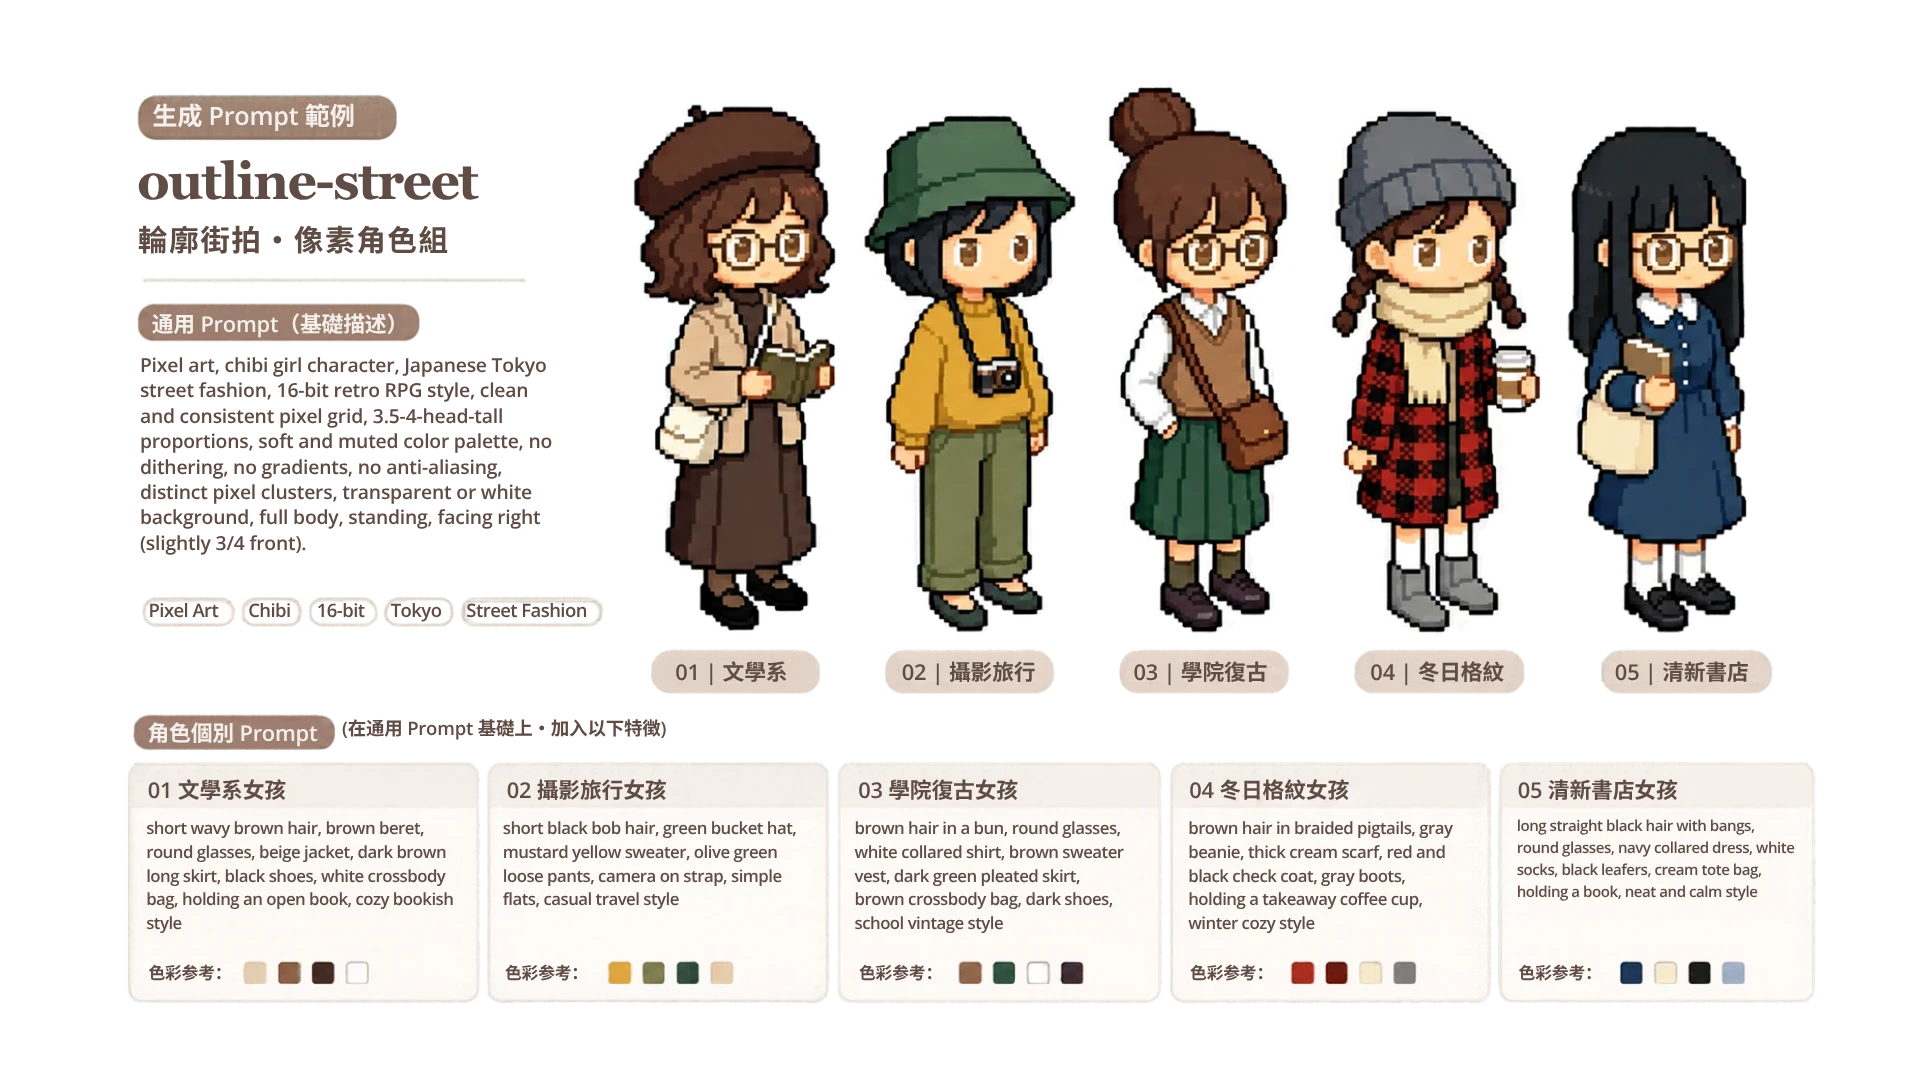 生成 Prompt 範例
outline-street
輪廓街拍・像素角色組
通用 Prompt（基礎描述）
Pixel art, chibi girl character, Japanese Tokyo
street fashion, 16-bit retro RPG style, clean
and consistent pixel grid, 3.5-4-head-tall
proportions, soft and muted color palette, no
dithering, no gradients, no anti-aliasing,
distinct pixel clusters, transparent or white
background, full body, standing, facing right
(slightly 3/4 front).
Pixel Art Chibi 16-bit Tokyo Street Fashion
01 | 文學系
02 | 攝影旅行
03 | 學院復古
04 | 冬日格紋
05 | 清新書店
角色個別 Prompt (在通用 Prompt 基礎上・加入以下特徵)
01 文學系女孩
short wavy brown hair, brown beret,
round glasses, beige jacket, dark brown
long skirt, black shoes, white crossbody
bag, holding an open book, cozy bookish
style
色彩参考：
02 攝影旅行女孩
short black bob hair, green bucket hat,
mustard yellow sweater, olive green
loose pants, camera on strap, simple
flats, casual travel style
色彩参考：
03 學院復古女孩
brown hair in a bun, round glasses,
white collared shirt, brown sweater
vest, dark green pleated skirt,
brown crossbody bag, dark shoes,
school vintage style
色彩参考：
04 冬日格紋女孩
brown hair in braided pigtails, gray
beanie, thick cream scarf, red and
black check coat, gray boots,
holding a takeaway coffee cup,
winter cozy style
色彩参考：
05 清新書店女孩
long straight black hair with bangs,
round glasses, navy collared dress, white
socks, black leafers, cream tote bag,
holding a book, neat and calm style
色彩参考：